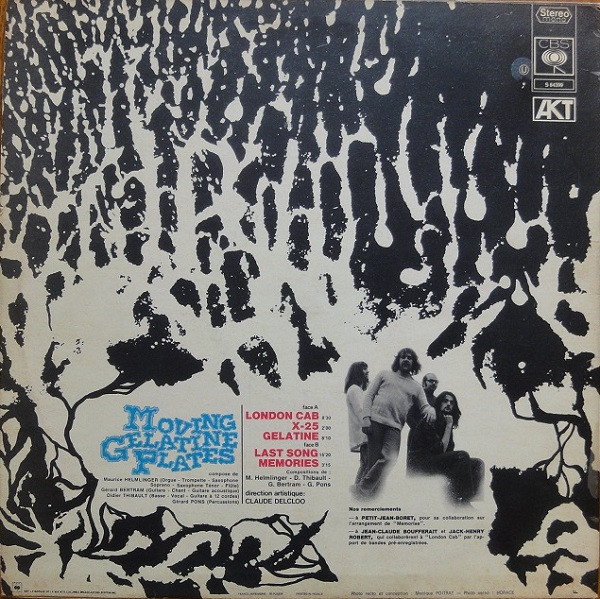 Stereo
mono
CBS
S 64399
AKT
MOVING
GELATINE
PLATES
compose de
Maurice HELMLINGER (Orgue - Trompette - Saxophone
Soprano - Saxophone Ténor - Flûte)
Gérard BERTRAM (Guitare - Chant - Guitare acoustique)
Didier THIBAULT (Basse - Vocal - Guitare à 12 cordes)
Gérard PONS (Percussions)
face A
LONDON CAB
X-25
GELATINE
face B
LAST SONG
MEMORIES 3'15
Compositions de :
M. Helmlinger - D. Thibault -
G. Bertram - G. Pons
direction artistique:
CLAUDE DELCLOO
Nos remerciements
— à PETIT-JEAN-BORET, pour sa collaboration sur
l'arrangement de "Memories".
— à JEAN-CLAUDE BOUFFERAIT et JACK-HENRY
ROBERT, qui collaborèrent à "London Cab" par l'ap-
port de bandes pré-enregistrées.